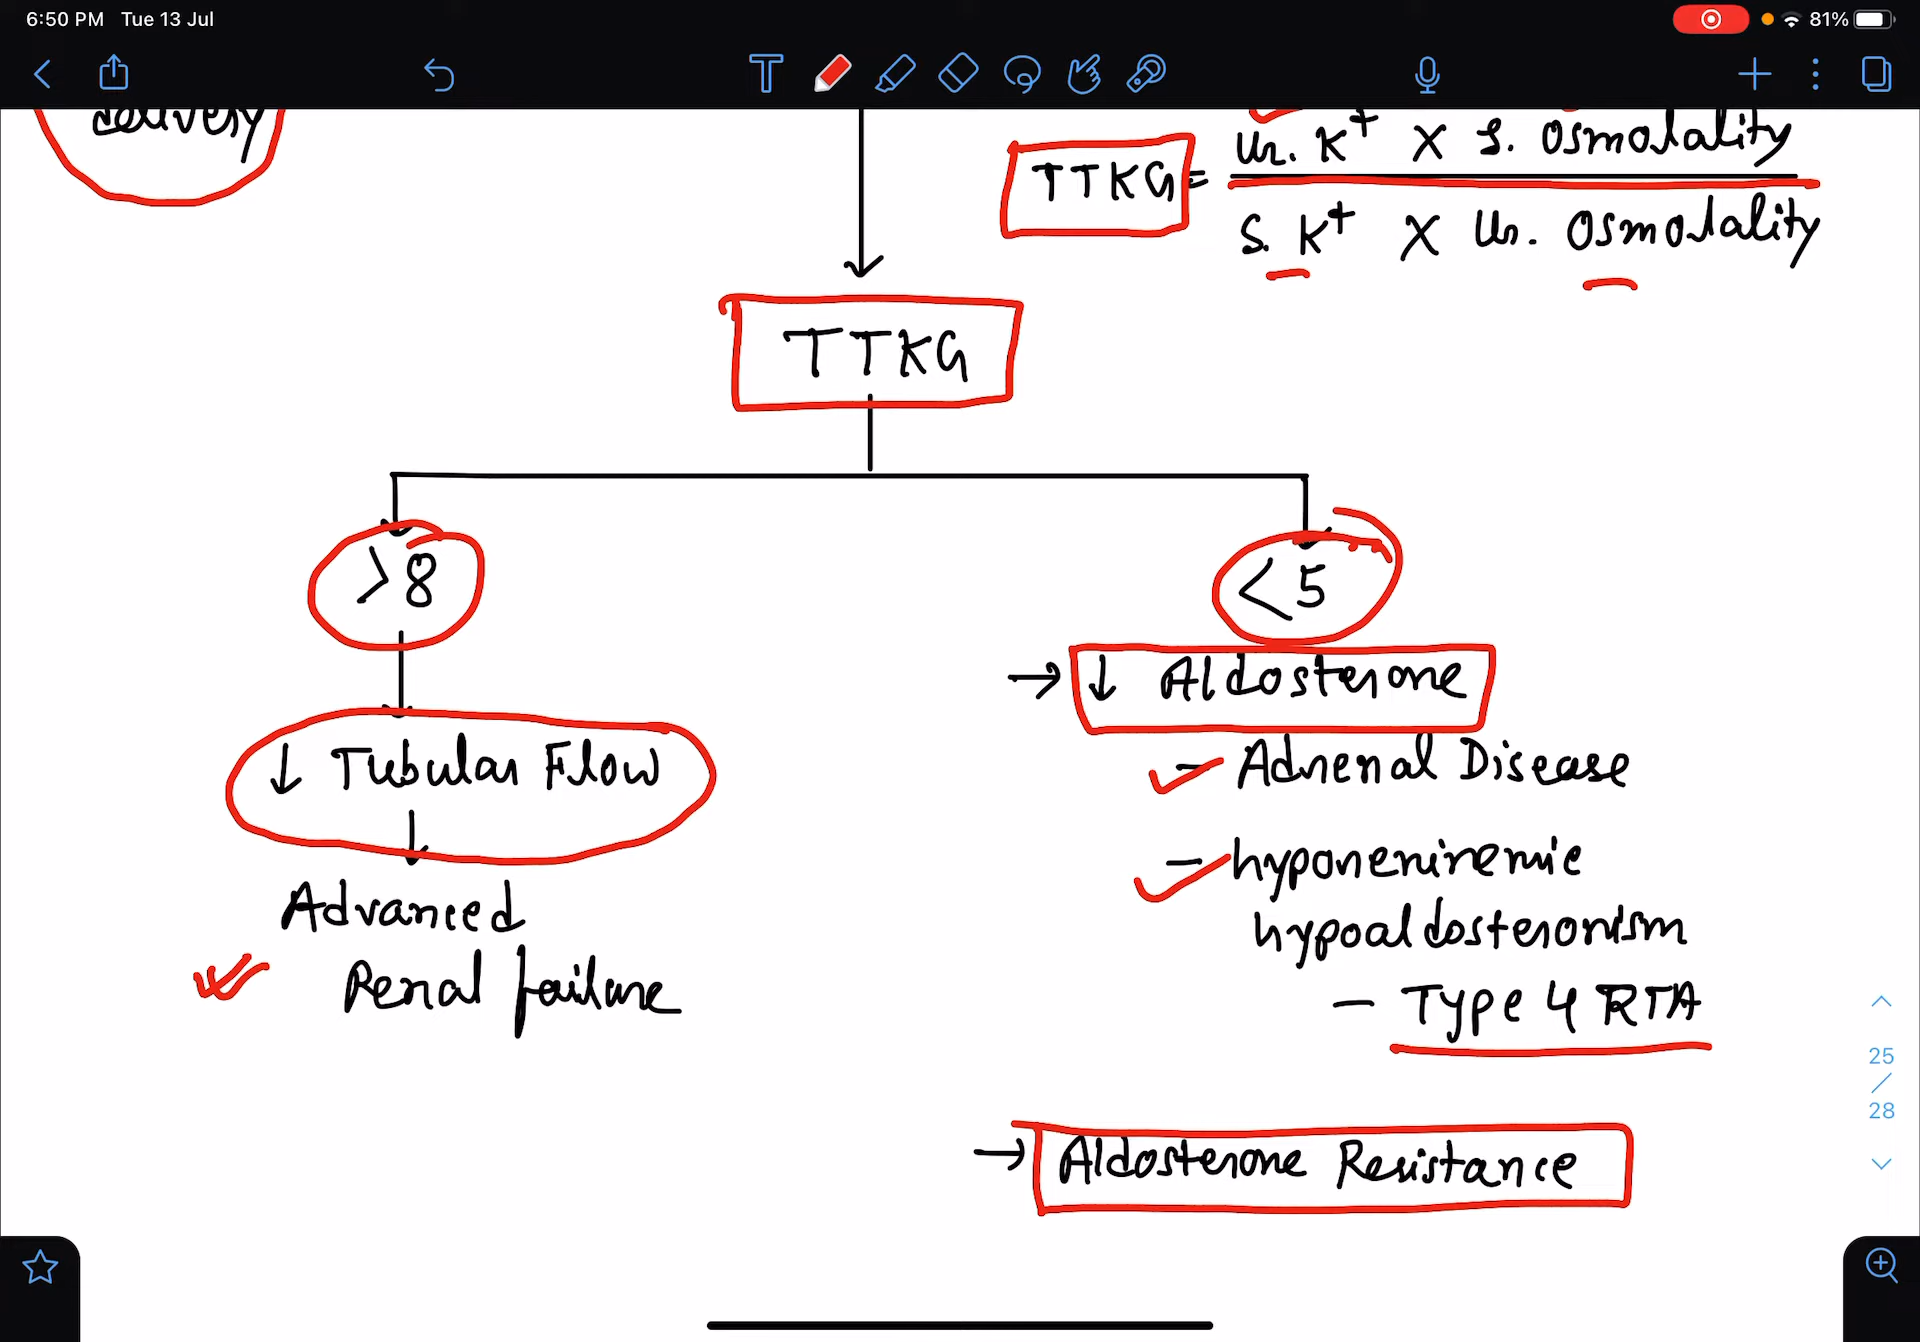 6:50 PM Tue 13 Jul
81%
delivery
TTKG = Ur. K+ X S. Osmolality
S. K+ X Ur. Osmolality
TTKG
>8
<5
↓ Tubular Flow
↓
Advanced
Renal failure
→ ↓ Aldosterone
- Adrenal Disease
- hyporeninemic
hypoaldosteronism
- Type 4 RTA
→ Aldosterone Resistance
25
/
28